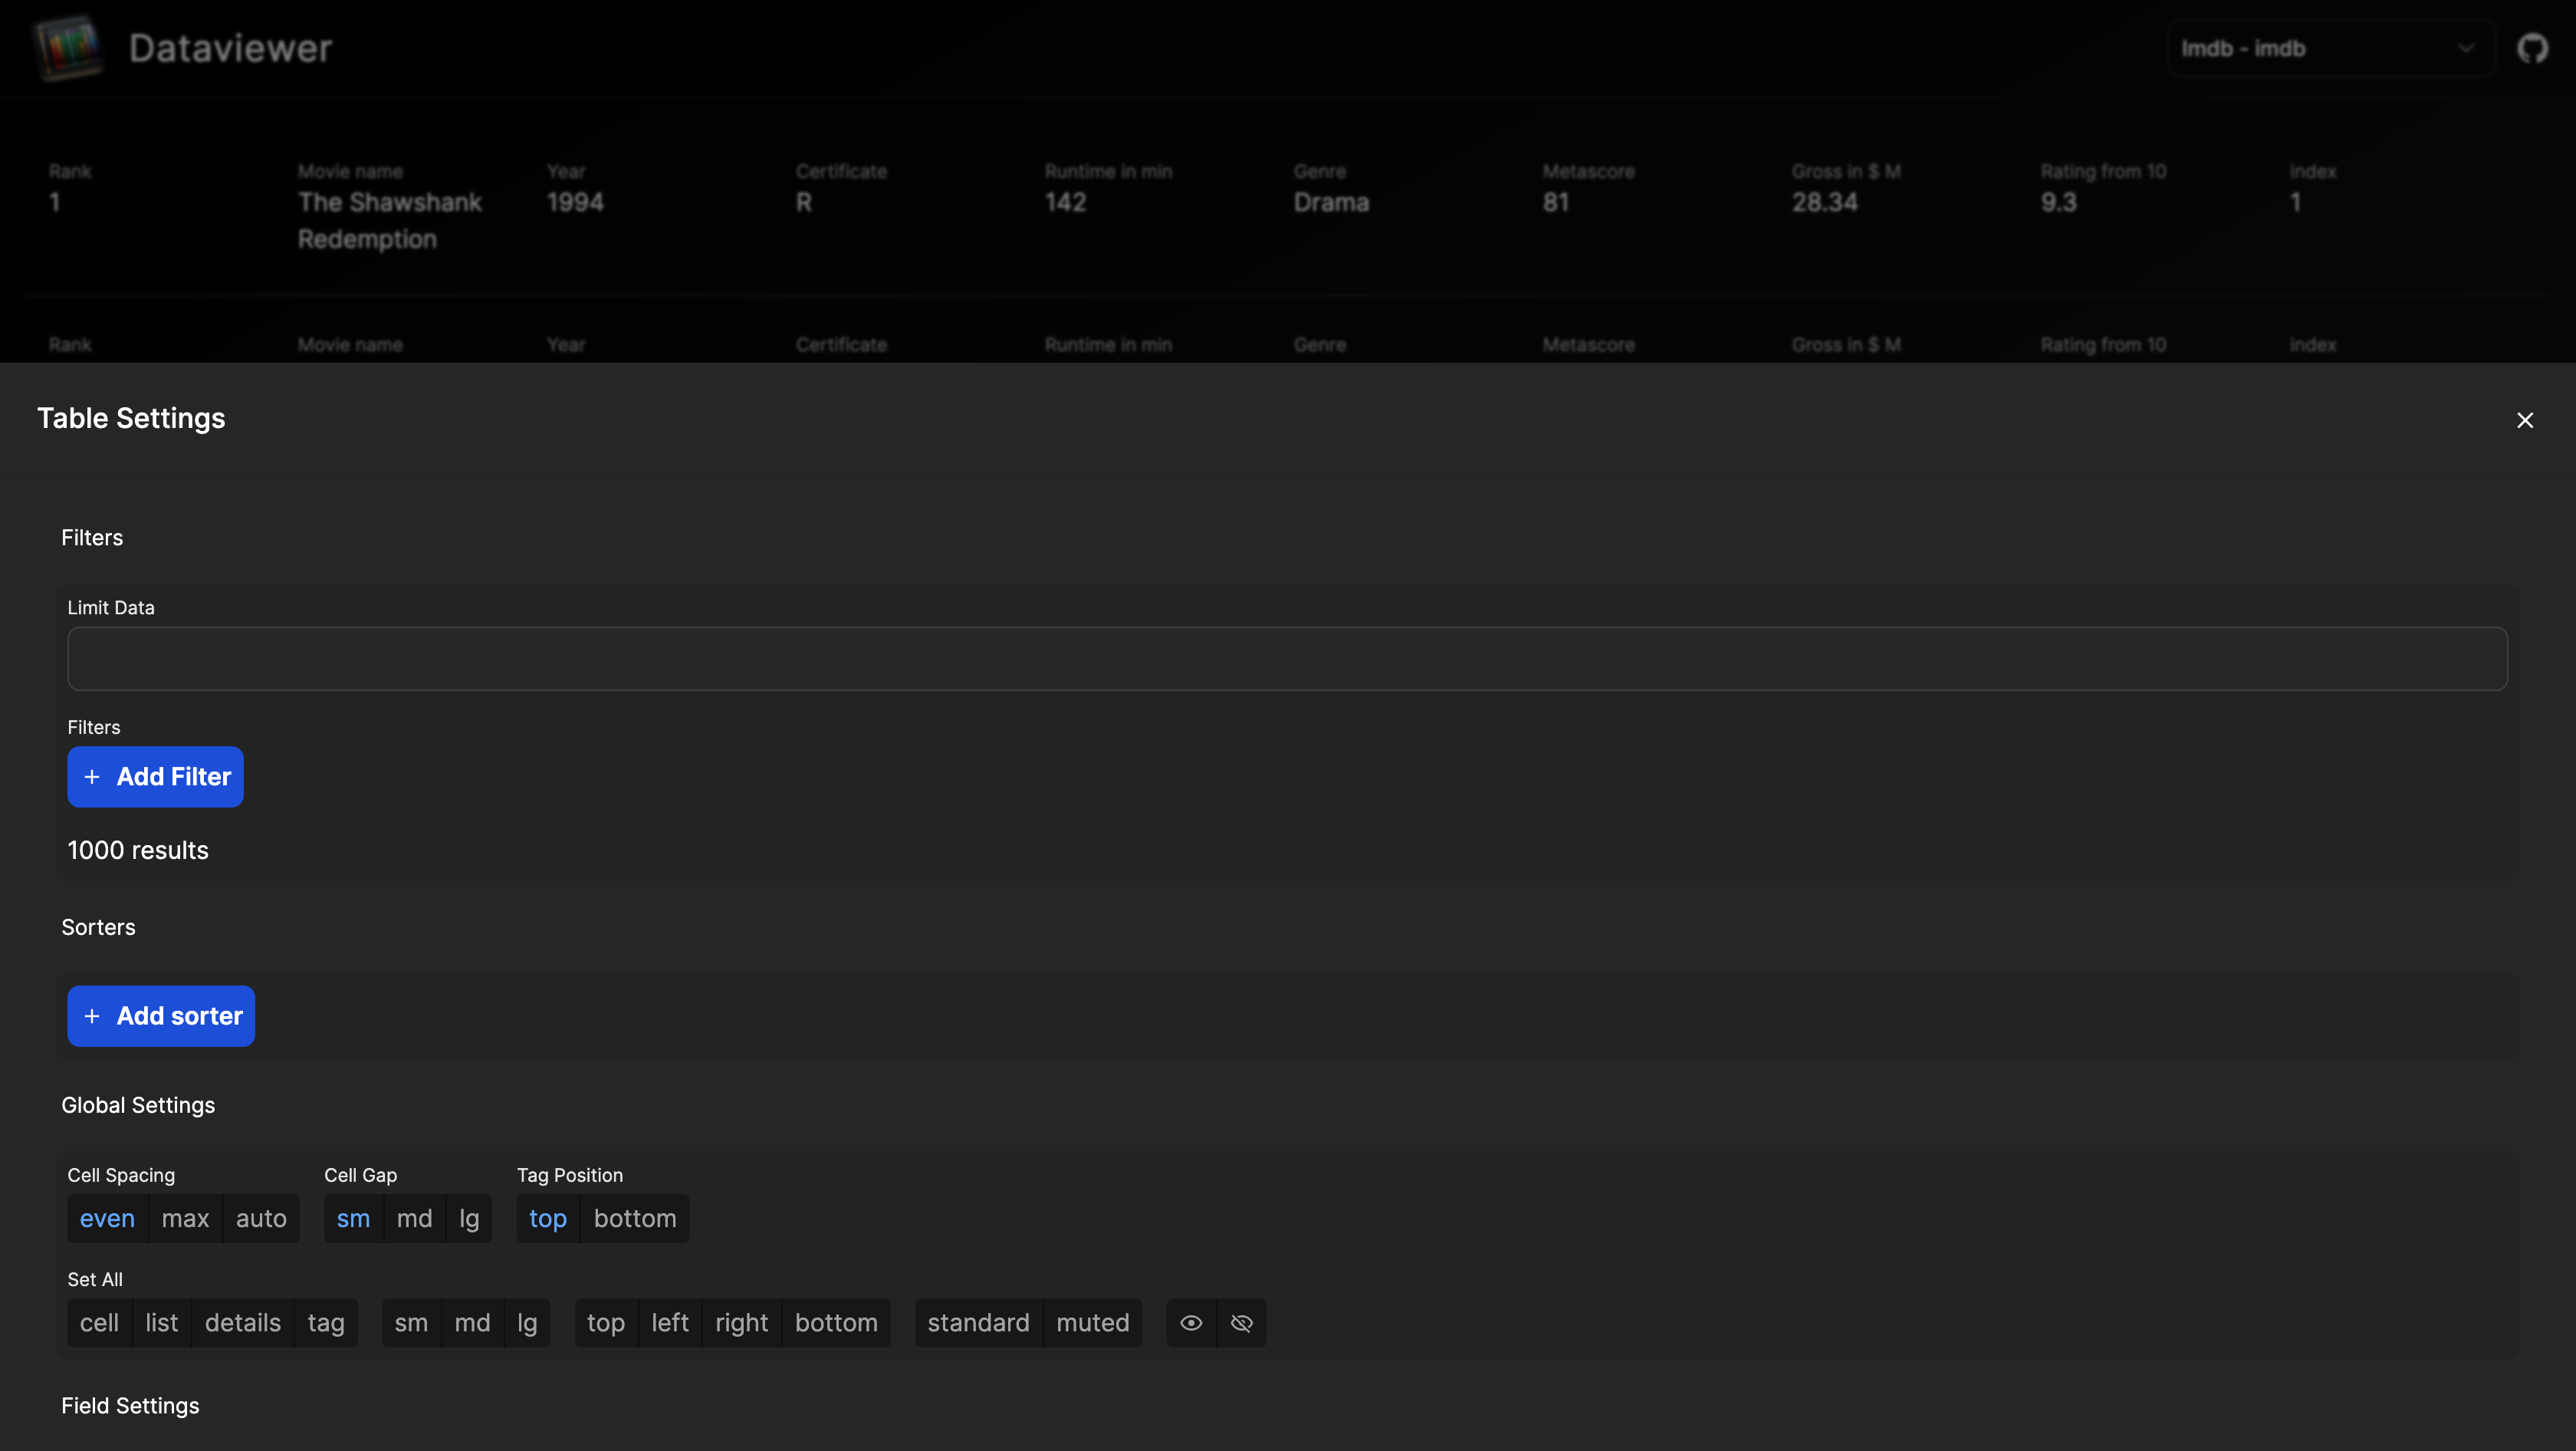 Dataviewer
Imdb - imdb
Rank Movie name Year Certificate Runtime in min Genre Metascore Gross in $ M Rating from 10 index
1 The Shawshank 1994 R 142 Drama 81 28.34 9.3 1
Redemption
Rank Movie name Year Certificate Runtime in min Genre Metascore Gross in $ M Rating from 10 index
Table Settings
Filters
Limit Data
Filters
+ Add Filter
1000 results
Sorters
+ Add sorter
Global Settings
Cell Spacing Cell Gap Tag Position
even max auto sm md lg top bottom
Set All
cell list details tag sm md lg top left right bottom standard muted
Field Settings